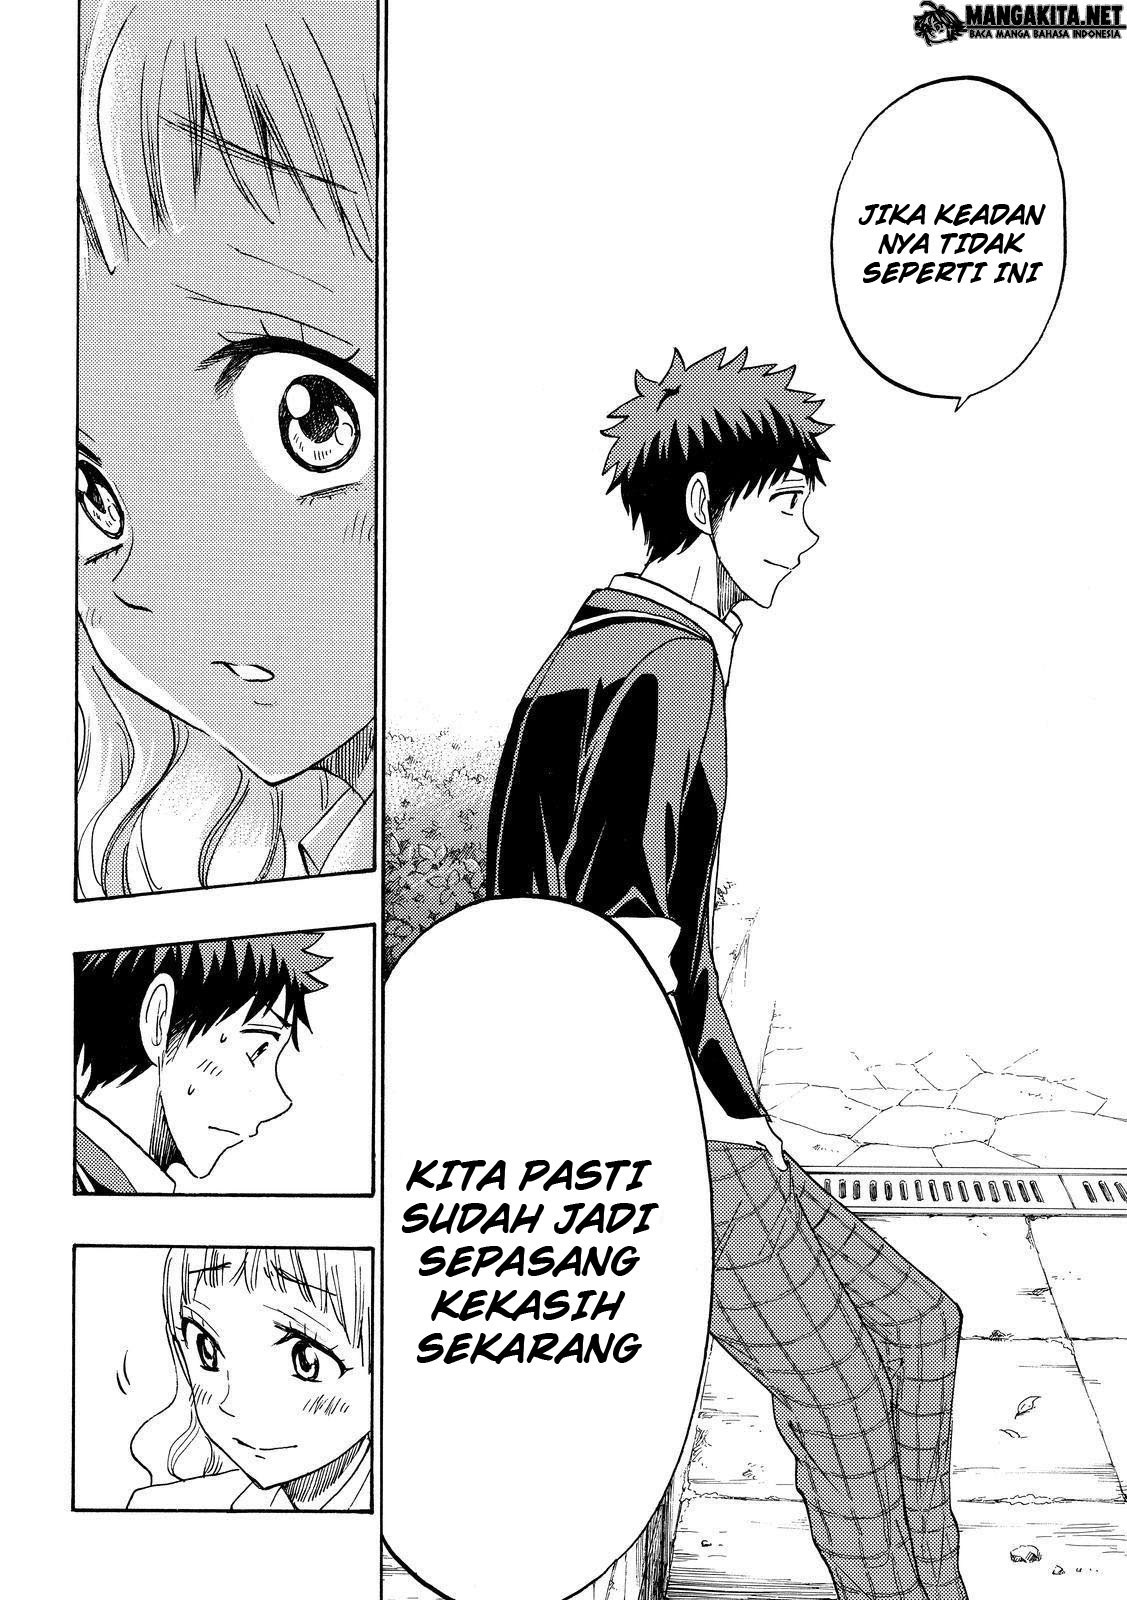 MANGAKITA.NET
BACA MANGA BAHASA INDONESIA
JIKA KEADAN
NYA TIDAK
SEPERTI INI
KITA PASTI
SUDAH JADI
SEPASANG
KEKASIH
SEKARANG